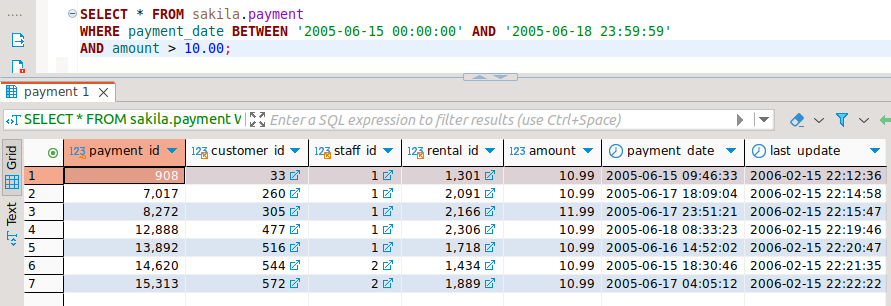 SELECT * FROM sakila.payment
WHERE payment_date BETWEEN '2005-06-15 00:00:00' AND '2005-06-18 23:59:59'
AND amount > 10.00;
payment 1
SELECT * FROM sakila.payment W Enter a SQL expression to filter results (use Ctrl+Space)
Grid
Text
123 payment_id 123 customer_id 123 staff_id 123 rental_id 123 amount payment_date last_update
1 908 33 1 1,301 10.99 2005-06-15 09:46:33 2006-02-15 22:12:36
2 7,017 260 1 2,091 10.99 2005-06-17 18:09:04 2006-02-15 22:14:58
3 8,272 305 1 2,166 11.99 2005-06-17 23:51:21 2006-02-15 22:15:47
4 12,888 477 1 2,306 10.99 2005-06-18 08:33:23 2006-02-15 22:19:46
5 13,892 516 1 1,718 10.99 2005-06-16 14:52:02 2006-02-15 22:20:47
6 14,620 544 2 1,434 10.99 2005-06-15 18:30:46 2006-02-15 22:21:35
7 15,313 572 2 1,889 10.99 2005-06-17 04:05:12 2006-02-15 22:22:22